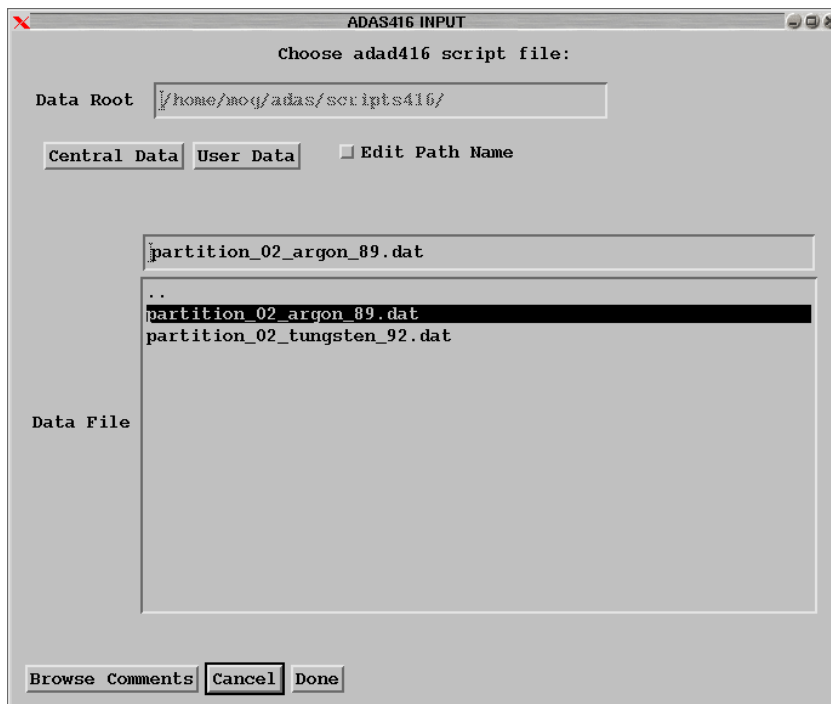 ADAS416 INPUT
Choose adad416 script file:
Data Root /home/mog/adas/scripts416/
Central Data User Data Edit Path Name
partition_02_argon_89.dat
..
partition_02_argon_89.dat
partition_02_tungsten_92.dat
Data File
Browse Comments Cancel Done